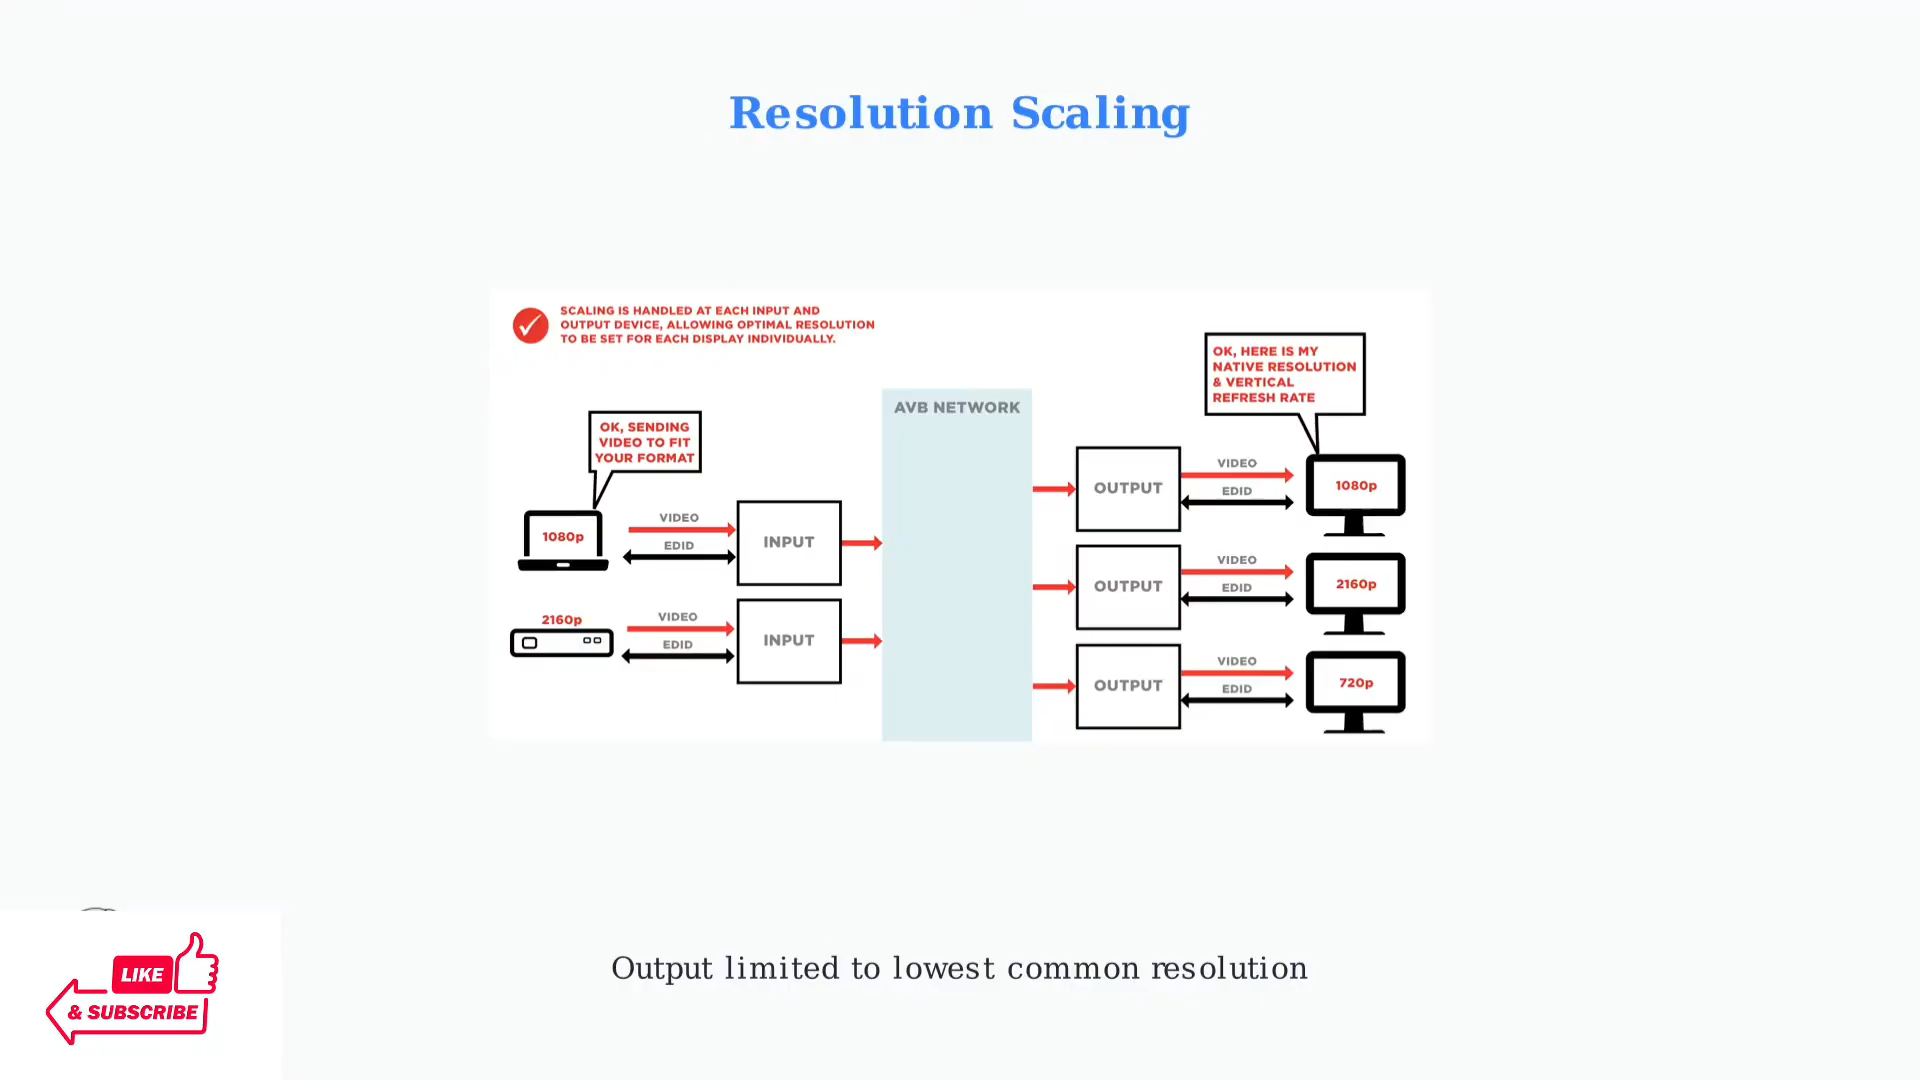 Resolution Scaling
SCALING IS HANDLED AT EACH INPUT AND
OUTPUT DEVICE, ALLOWING OPTIMAL RESOLUTION
TO BE SET FOR EACH DISPLAY INDIVIDUALLY.
OK, HERE IS MY
NATIVE RESOLUTION
& VERTICAL
REFRESH RATE
AVB NETWORK
OK, SENDING
VIDEO TO FIT
YOUR FORMAT
1080p
VIDEO
EDID
INPUT
2160p
VIDEO
EDID
INPUT
OUTPUT
VIDEO
EDID
1080p
OUTPUT
VIDEO
EDID
2160p
OUTPUT
VIDEO
EDID
720p
Output limited to lowest common resolution
LIKE
& SUBSCRIBE